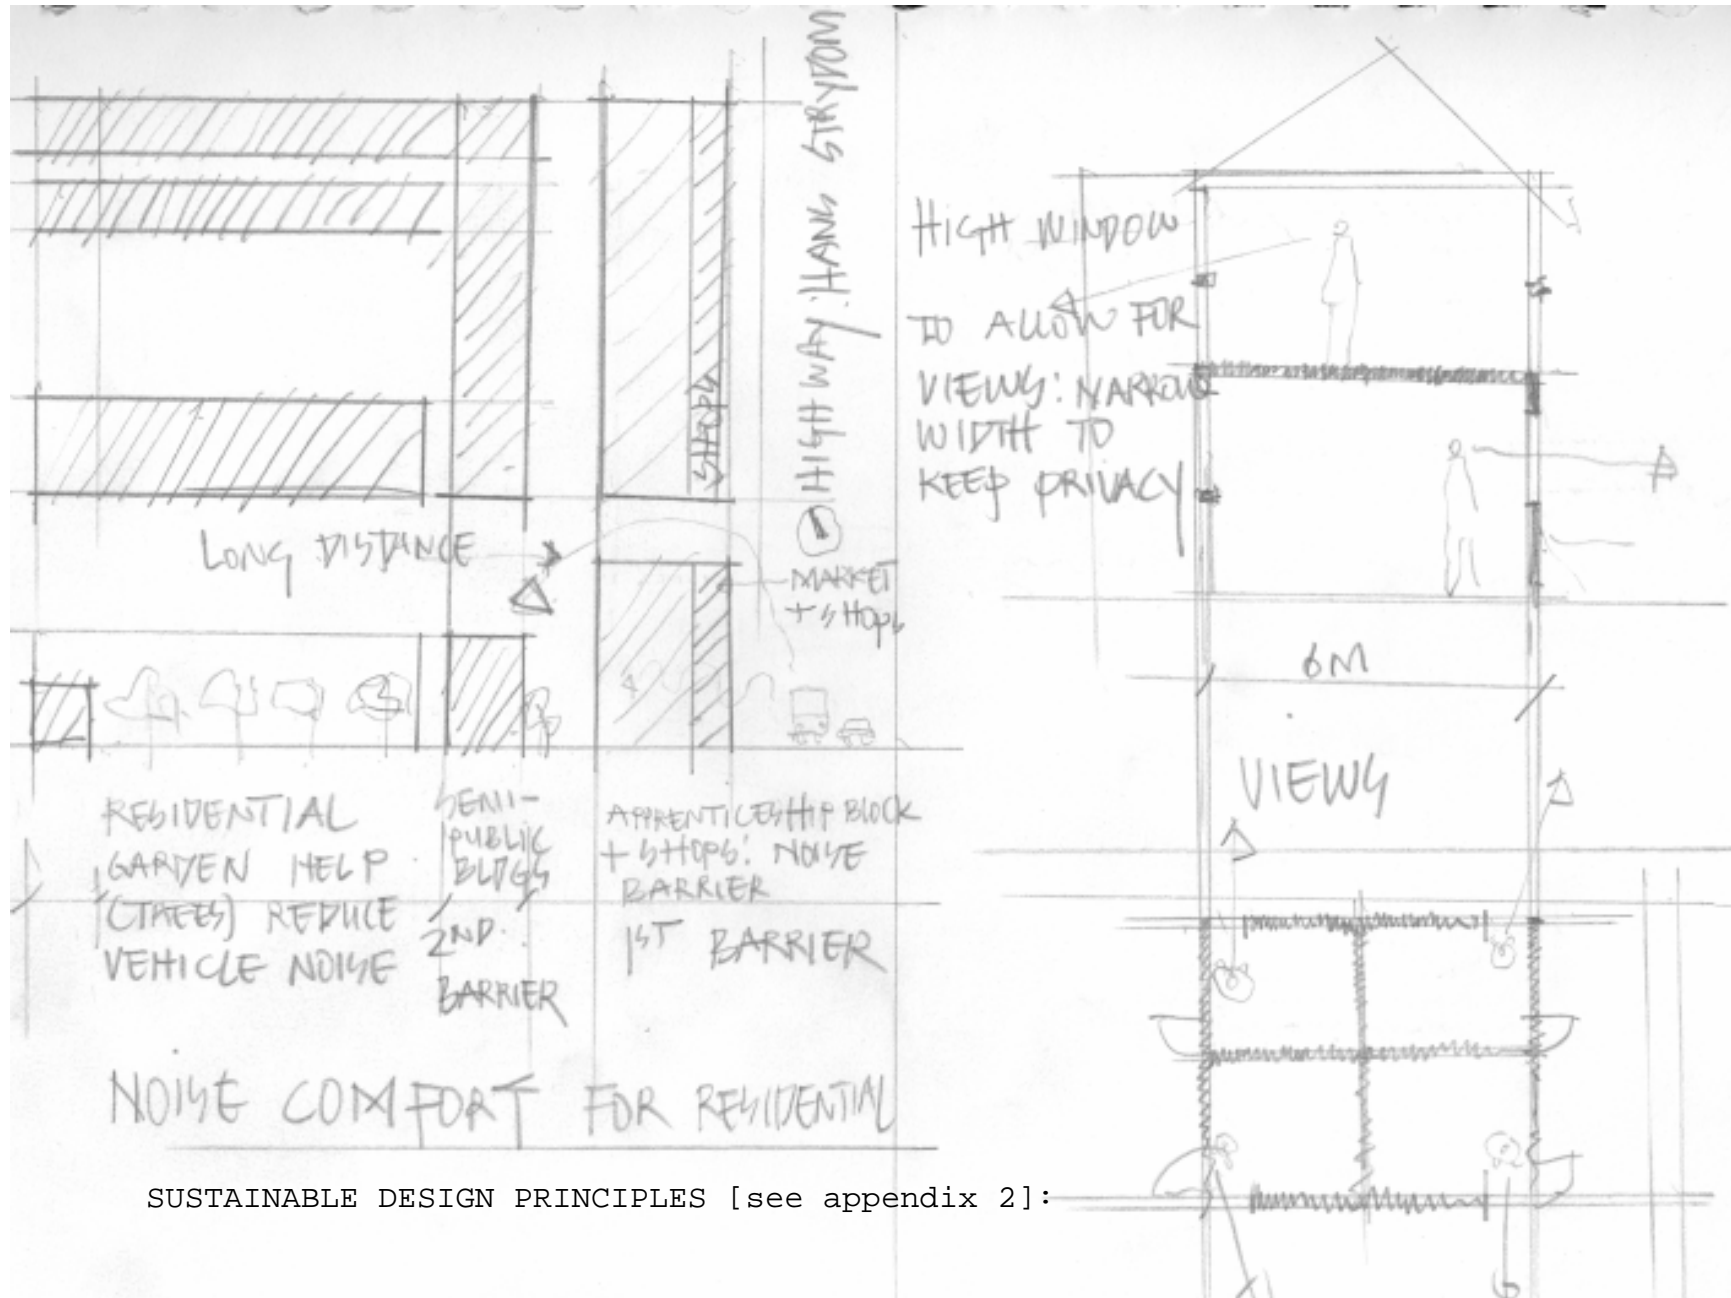 HIGHWAY: HANS STRYDOM
SHOPS
LONG DISTANCE
MARKET
+ SHOPS
RESIDENTIAL
GARDEN HELP
(TREES) REDUCE
VEHICLE NOISE
SEMI-
PUBLIC
BLDGS
2ND.
BARRIER
APPRENTICESHIP BLOCK
+ SHOPS: NOISE
BARRIER
1ST BARRIER
NOISE COMFORT FOR RESIDENTIAL
HIGH WINDOW
TO ALLOW FOR
VIEWS: NARROW
WIDTH TO
KEEP PRIVACY
6M
VIEWS
SUSTAINABLE DESIGN PRINCIPLES [see appendix 2]: